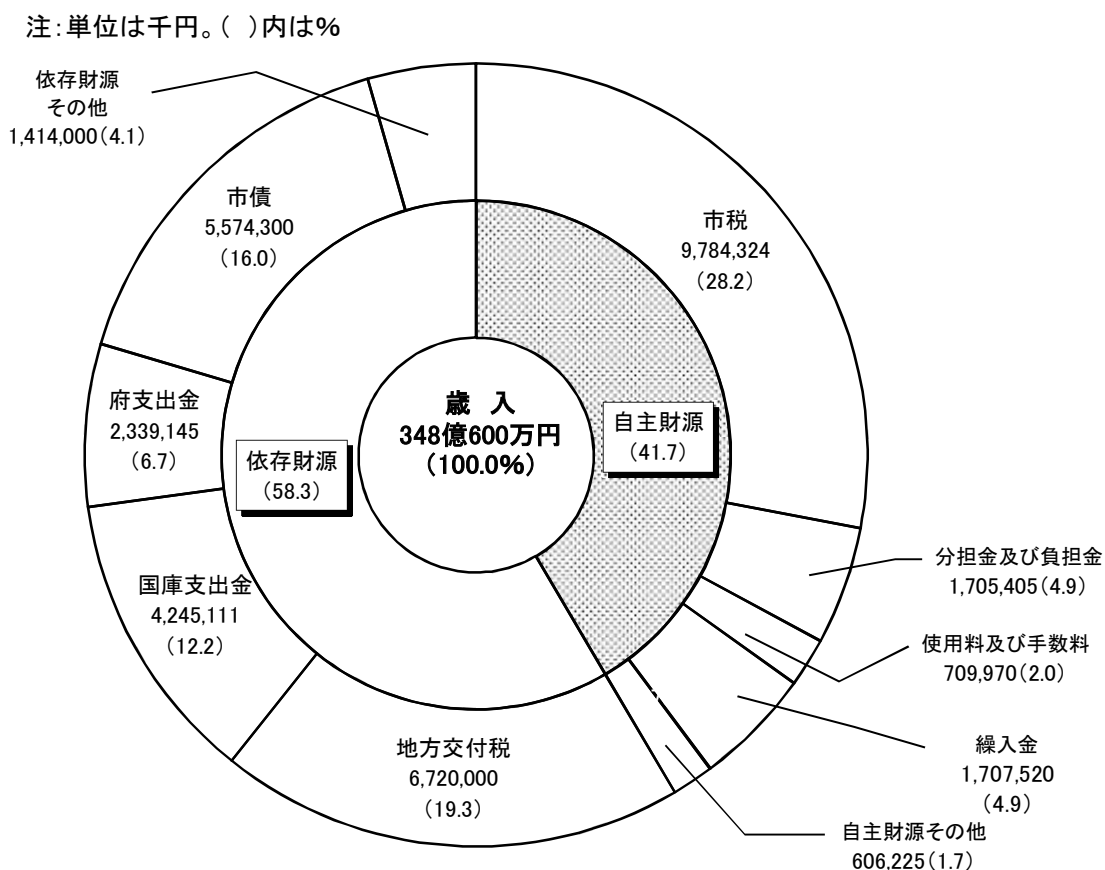 注:単位は千円。( )内は%
依存財源
その他
1,414,000(4.1)
市債
5,574,300
(16.0)
市税
9,784,324
(28.2)
府支出金
2,339,145
(6.7)
依存財源
(58.3)
歳 入
348億600万円
(100.0%)
自主財源
(41.7)
国庫支出金
4,245,111
(12.2)
分担金及び負担金
1,705,405(4.9)
使用料及び手数料
709,970(2.0)
地方交付税
6,720,000
(19.3)
繰入金
1,707,520
(4.9)
自主財源その他
606,225(1.7)